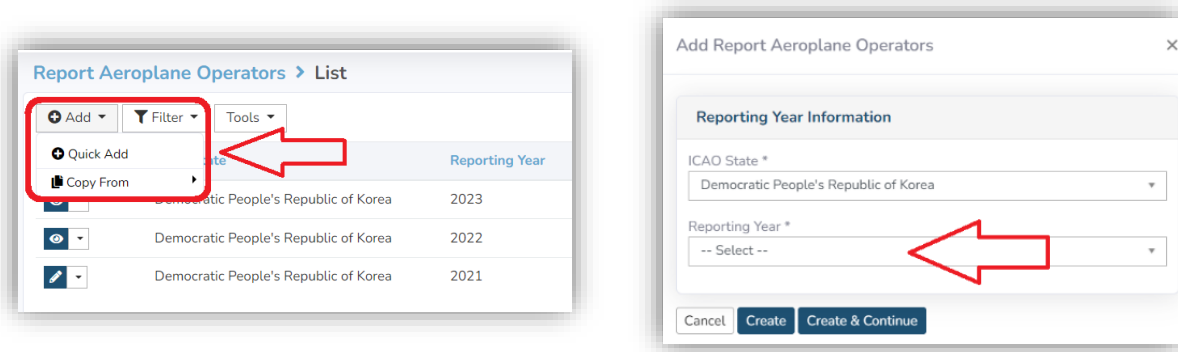 Report Aeroplane Operators > List
Add Filter Tools
Quick Add
Copy From
Reporting Year
Democratic People's Republic of Korea 2023
Democratic People's Republic of Korea 2022
Democratic People's Republic of Korea 2021
Add Report Aeroplane Operators ×
Reporting Year Information
ICAO State *
Democratic People's Republic of Korea
Reporting Year *
-- Select --
Cancel Create Create & Continue